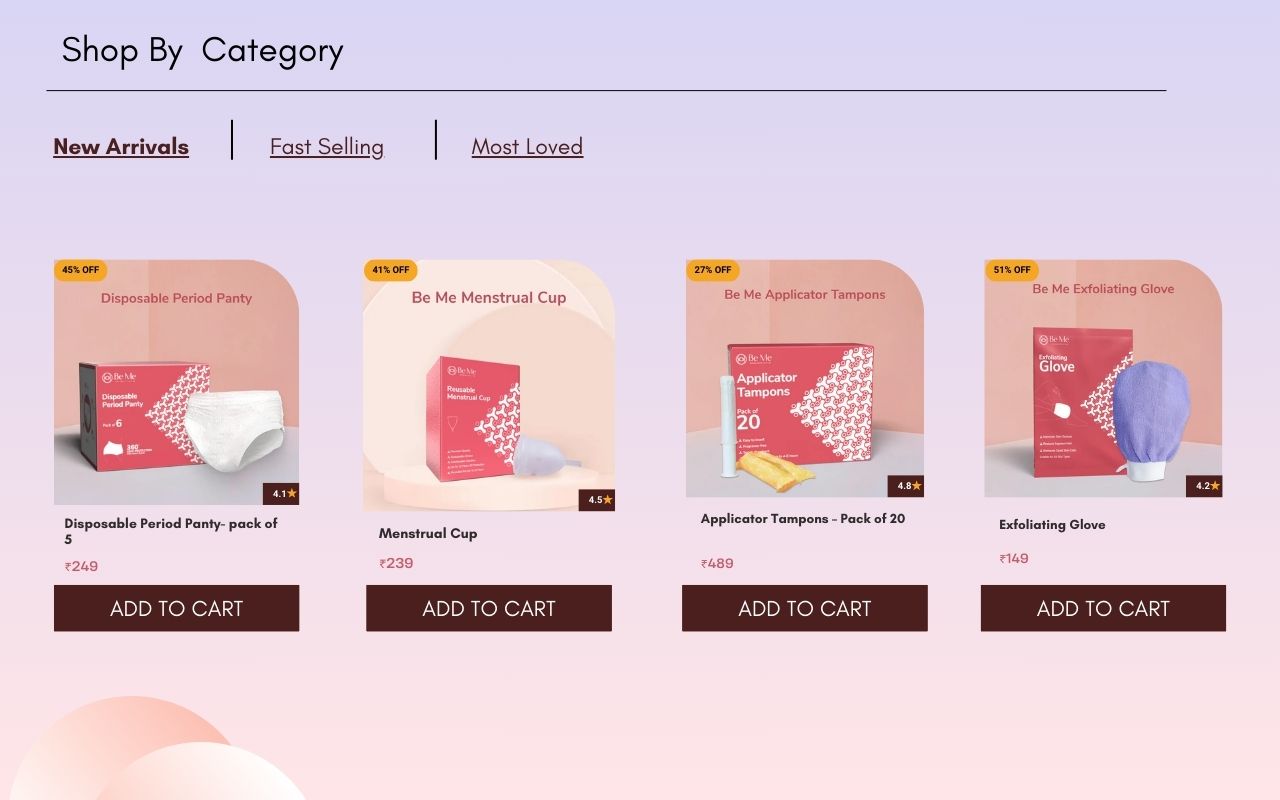 Shop By Category
New Arrivals
Fast Selling
Most Loved
45% OFF
Disposable Period Panty
Be Me
Disposable
Period Panty
Pack of 6
360°
4.1★
Disposable Period Panty- pack of
5
₹249
ADD TO CART
41% OFF
Be Me Menstrual Cup
Be Me
Reusable
Menstrual Cup
4.5★
Menstrual Cup
₹239
ADD TO CART
27% OFF
Be Me Applicator Tampons
Be Me
Applicator
Tampons
Pack of
20
4.8★
Applicator Tampons - Pack of 20
₹489
ADD TO CART
51% OFF
Be Me Exfoliating Glove
Be Me
Exfoliating
Glove
4.2★
Exfoliating Glove
₹149
ADD TO CART